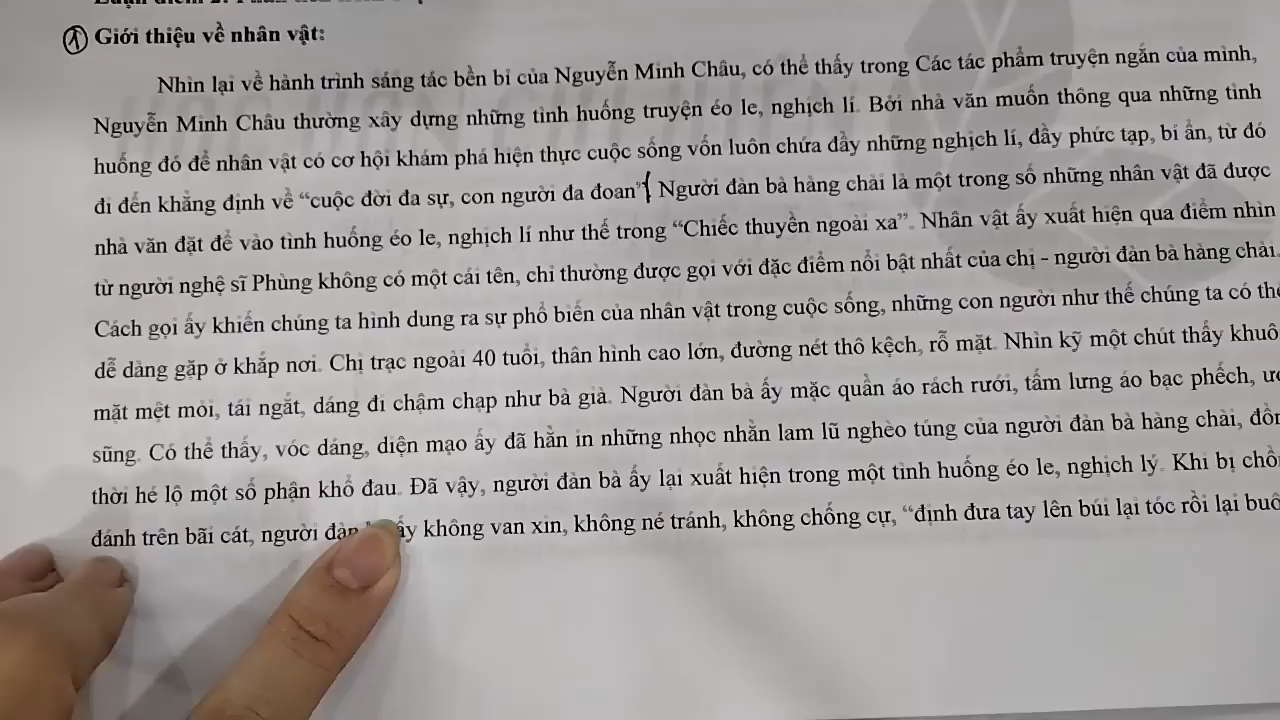 ① Giới thiệu về nhân vật:
Nhìn lại về hành trình sáng tác bền bỉ của Nguyễn Minh Châu, có thể thấy trong Các tác phẩm truyện ngắn của mình,
Nguyễn Minh Châu thường xây dựng những tình huống truyện éo le, nghịch lí. Bởi nhà văn muốn thông qua những tình
huống đó để nhân vật có cơ hội khám phá hiện thực cuộc sống vốn luôn chứa đầy những nghịch lí, đầy phức tạp, bí ẩn, từ đó
đi đến khẳng định về “cuộc đời đa sự, con người đa đoan” Người đàn bà hàng chài là một trong số những nhân vật đã được
nhà văn đặt để vào tình huống éo le, nghịch lí như thế trong “Chiếc thuyền ngoài xa”. Nhân vật ấy xuất hiện qua điểm nhìn
từ người nghệ sĩ Phùng không có một cái tên, chỉ thường được gọi với đặc điểm nổi bật nhất của chị - người đàn bà hàng chài.
Cách gọi ấy khiến chúng ta hình dung ra sự phổ biến của nhân vật trong cuộc sống, những con người như thế chúng ta có thể
dễ dàng gặp ở khắp nơi. Chị trạc ngoài 40 tuổi, thân hình cao lớn, đường nét thô kệch, rỗ mặt. Nhìn kỹ một chút thấy
mặt mệt mỏi, tái ngắt, dáng đi chậm chạp như bà già. Người đàn bà ấy mặc quần áo rách rưới, tấm lưng áo bạc phếch,
sũng. Có thể thấy, vóc dáng, diện mạo ấy đã hằn in những nhọc nhằn lam lũ nghèo túng của người đàn bà hàng chài,
thời hé lộ một số phận khổ đau. Đã vậy, người đàn bà ấy lại xuất hiện trong một tình huống éo le, nghịch lý. Khi bị
đánh trên bãi cát, người đàn ấy không van xin, không né tránh, không chống cự, “định đưa tay lên búi lại tóc rồi lại